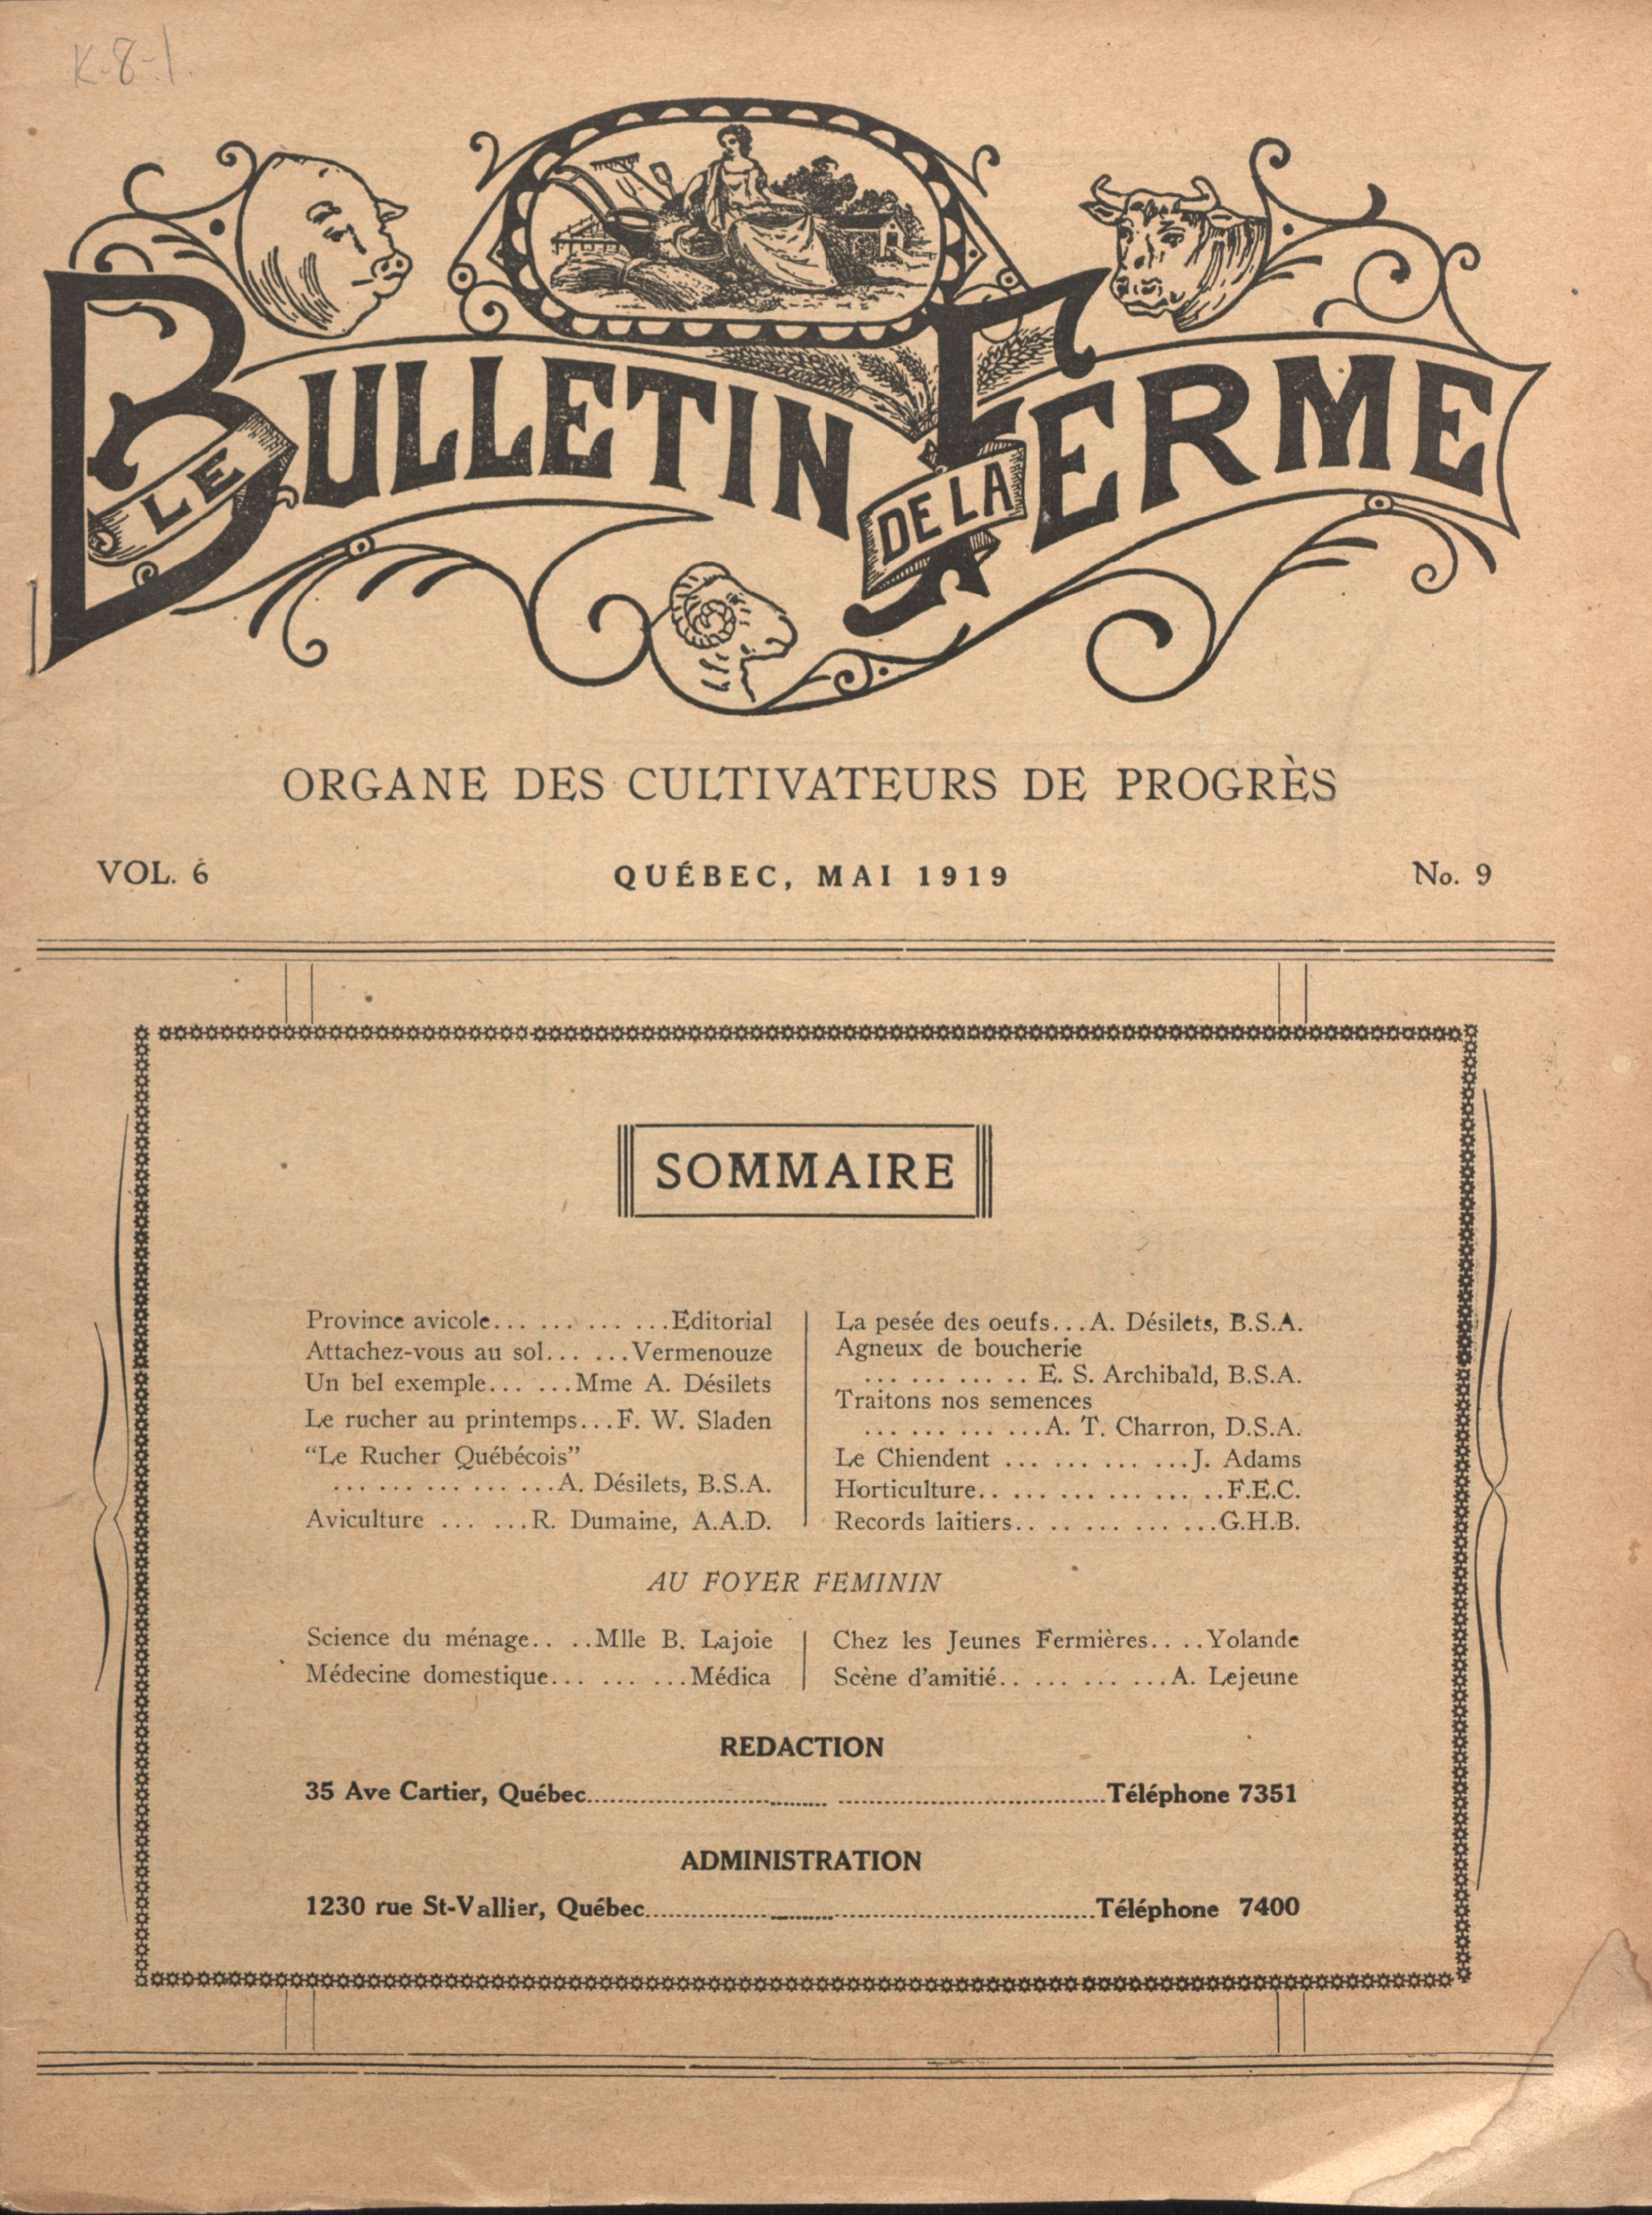 K-8-1.
LE BULLETIN DE LA FERME
ORGANE DES CULTIVATEURS DE PROGRÈS
VOL. 6 QUÉBEC, MAI 1919 No. 9
SOMMAIRE
Province avicole... ... ... ...Editorial
Attachez-vous au sol... ...Vermenouze
Un bel exemple... ...Mme A. Désilets
Le rucher au printemps...F. W. Sladen
"Le Rucher Québécois"
... ... ... ... ...A. Désilets, B.S.A.
Aviculture ... ...R. Dumaine, A.A.D.
La pesée des oeufs...A. Désilets, B.S.A.
Agneux de boucherie
... ... ... .. E. S. Archibald, B.S.A.
Traitons nos semences
... ... ... ...A. T. Charron, D.S.A.
Le Chiendent ... ... ... ...J. Adams
Horticulture.. ... ... ... ... ..F.E.C.
Records laitiers.. .. ... ... ...G.H.B.
AU FOYER FEMININ
Science du ménage.. ..Mlle B. Lajoie
Médecine domestique... ... ...Médica
Chez les Jeunes Fermières.. ..Yolande
Scène d'amitié.. ... ... ...A. Lejeune
REDACTION
35 Ave Cartier, Québec...............Téléphone 7351
ADMINISTRATION
1230 rue St-Vallier, Québec...............Téléphone 7400